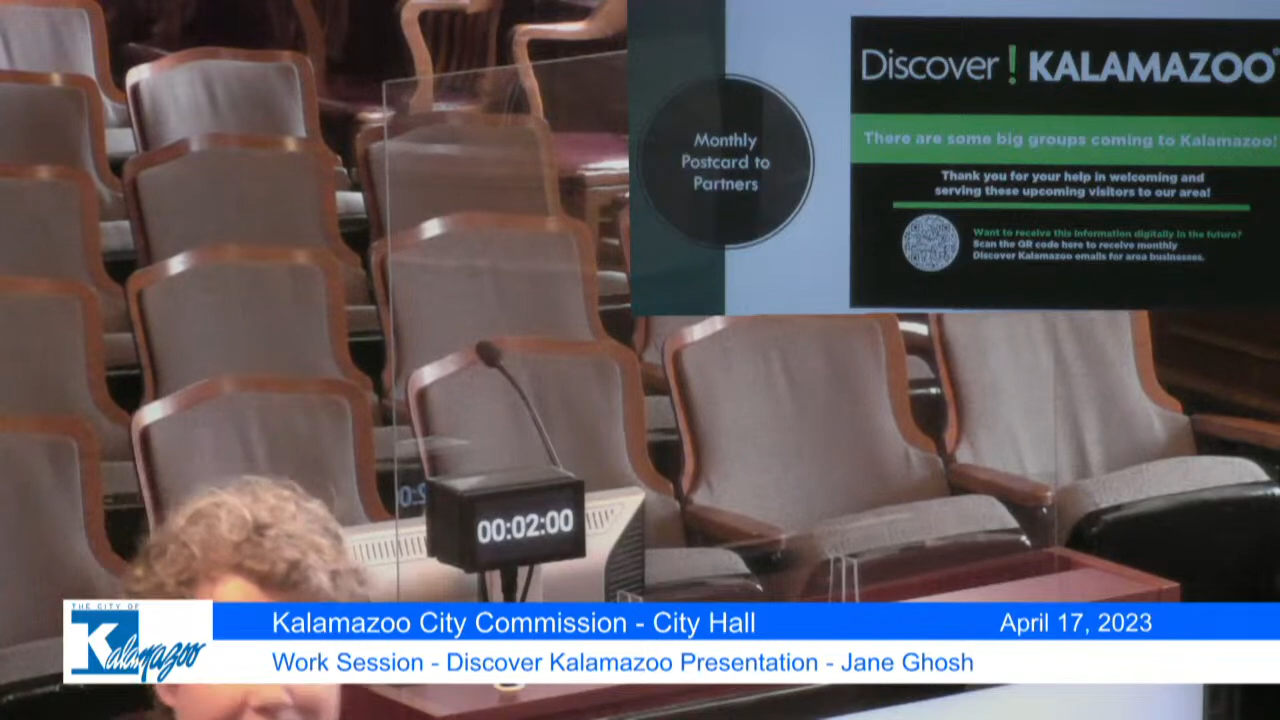 Discover ! KALAMAZOO
Monthly
Postcard to
Partners
There are some big groups coming to Kalamazoo!
Thank you for your help in welcoming and
serving these upcoming visitors to our area!
Want to receive this information digitally in the future?
Scan the QR code here to receive monthly
Discover Kalamazoo emails for area businesses.
00:02:00
THE CITY OF
Kalamazoo
Kalamazoo City Commission - City Hall
April 17, 2023
Work Session - Discover Kalamazoo Presentation - Jane Ghosh